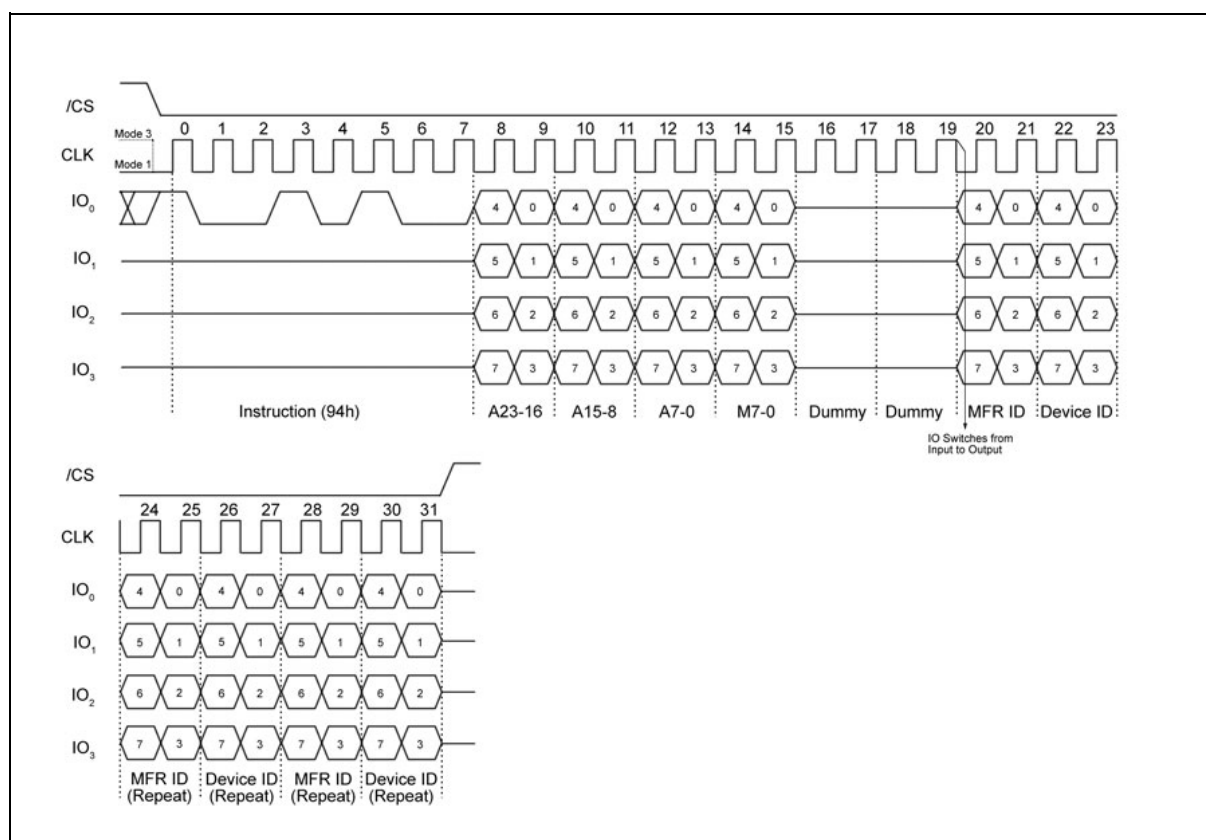 /CS
Mode 3 0 1 2 3 4 5 6 7 8 9 10 11 12 13 14 15 16 17 18 19 20 21 22 23
CLK
Mode 1
IO0 4 0 4 0 4 0 4 0 4 0 4 0
IO1 5 1 5 1 5 1 5 1 5 1 5 1
IO2 6 2 6 2 6 2 6 2 6 2 6 2
IO3 7 3 7 3 7 3 7 3 7 3 7 3
Instruction (94h) A23-16 A15-8 A7-0 M7-0 Dummy Dummy MFR ID Device ID
IO Switches from
Input to Output
/CS
24 25 26 27 28 29 30 31
CLK
IO0 4 0 4 0 4 0 4 0
IO1 5 1 5 1 5 1 5 1
IO2 6 2 6 2 6 2 6 2
IO3 7 3 7 3 7 3 7 3
MFR ID Device ID MFR ID Device ID
(Repeat) (Repeat) (Repeat) (Repeat)